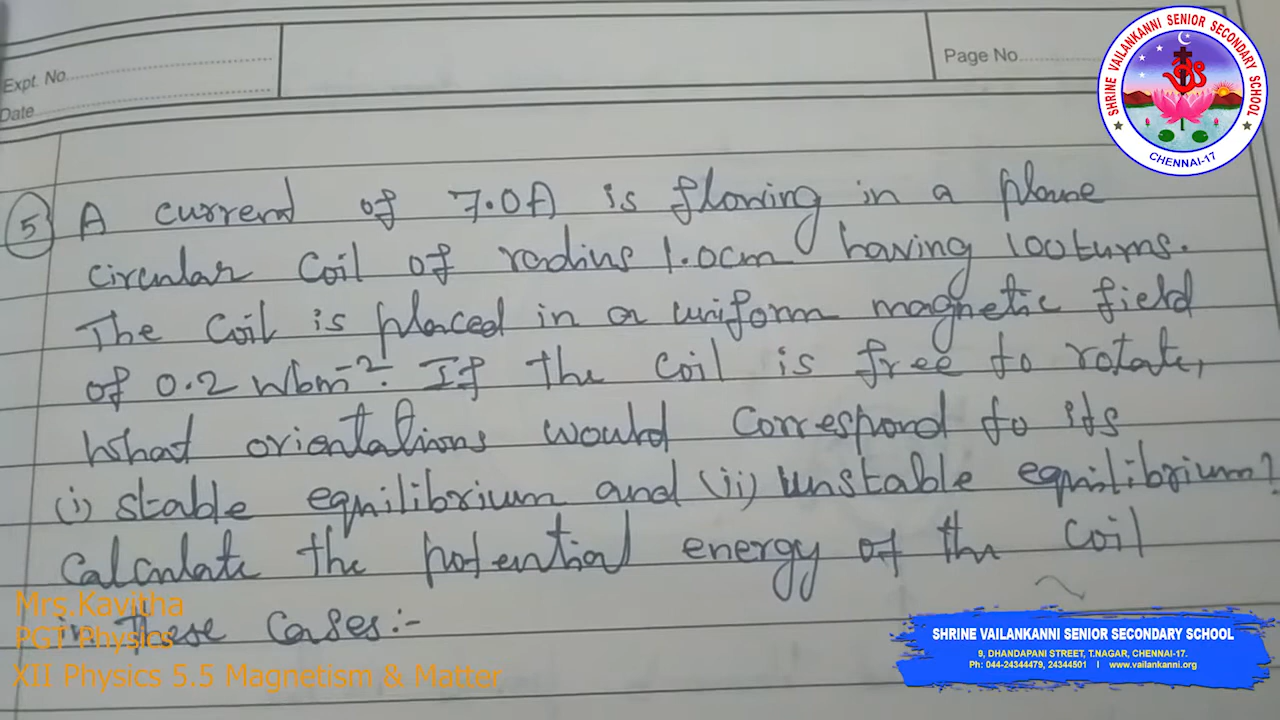 Expt. No.
Date
Page No.
SHRINE VAILANKANNI SENIOR SECONDARY SCHOOL
CHENNAI-17
5 A current of 7.0A is flowing in a plane
circular coil of radius 1.0cm having 100 turns.
The coil is placed in a uniform magnetic field
of 0.2 Wbm⁻². If the coil is free to rotate,
What orientations would correspond to its
(i) stable equilibrium and (ii) unstable equilibrium?
Calculate the potential energy of the coil
in these cases:-
Mrs.Kavitha
PGT Physics
XII Physics 5.5 Magnetism & Matter
SHRINE VAILANKANNI SENIOR SECONDARY SCHOOL
9, DHANDAPANI STREET, T.NAGAR, CHENNAI-17.
Ph: 044-24344479, 24344501 | www.vailankanni.org